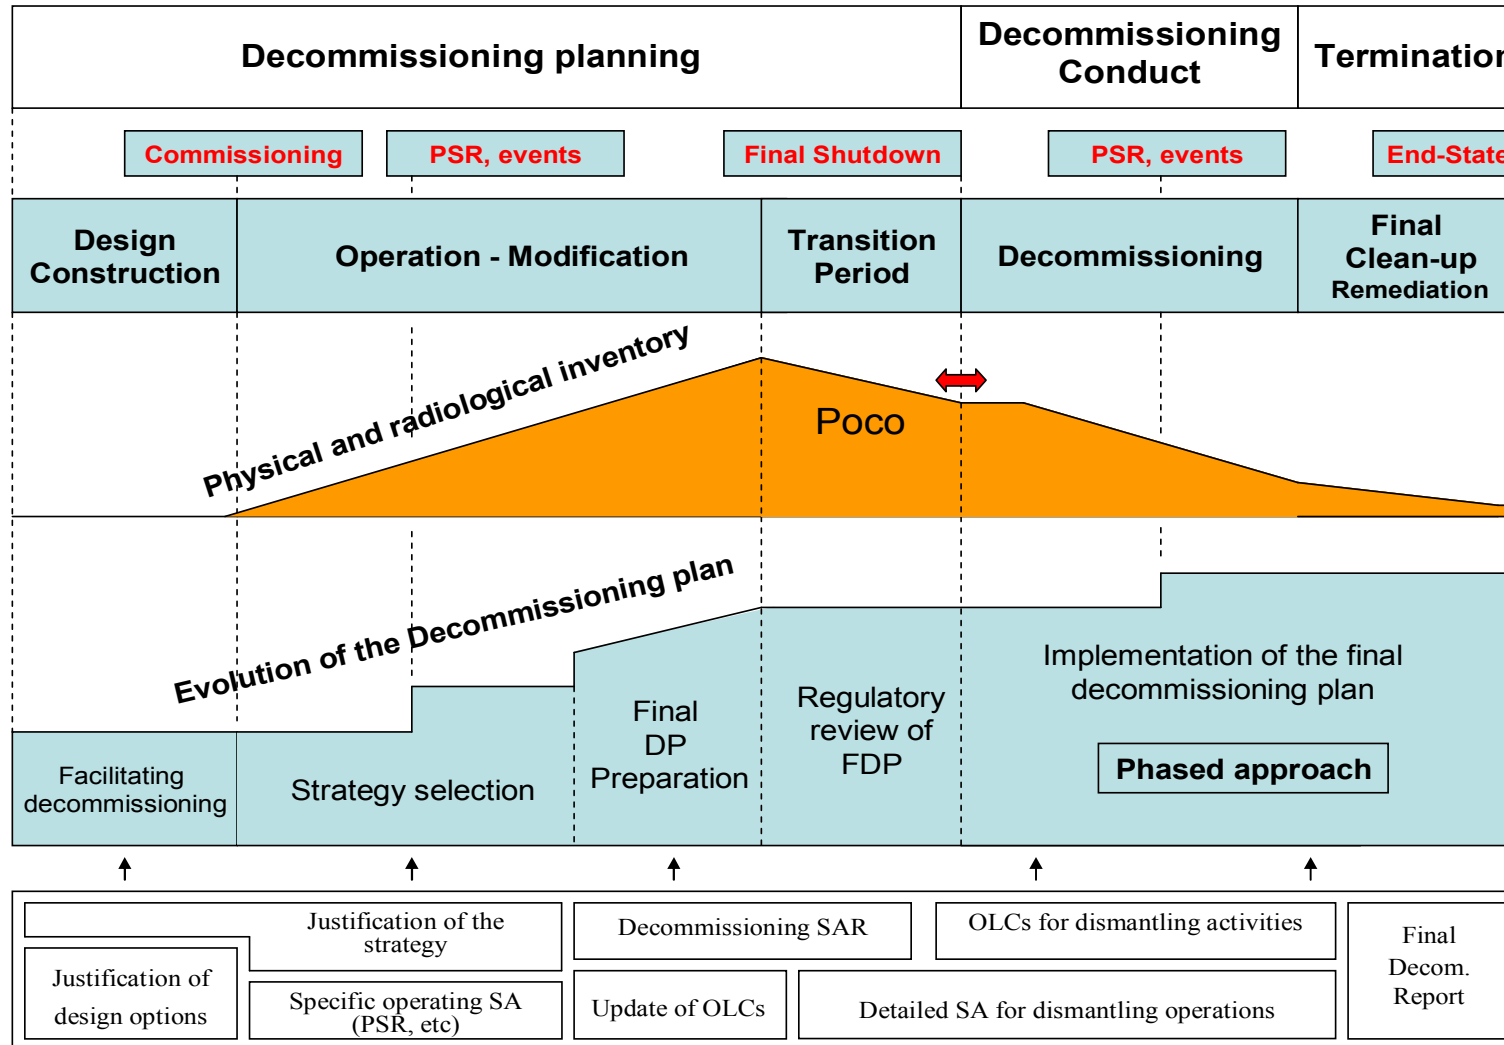 Decommissioning planning
Decommissioning
Conduct
Termination
Commissioning
PSR, events
Final Shutdown
PSR, events
End-State
Design
Construction
Operation - Modification
Transition
Period
Decommissioning
Final
Clean-up
Remediation
Physical and radiological inventory
Poco
Evolution of the Decommissioning plan
Facilitating
decommissioning
Strategy selection
Final
DP
Preparation
Regulatory
review of
FDP
Implementation of the final
decommissioning plan
Phased approach
Justification of the
strategy
Justification of
design options
Specific operating SA
(PSR, etc)
Decommissioning SAR
Update of OLCs
OLCs for dismantling activities
Detailed SA for dismantling operations
Final
Decom.
Report